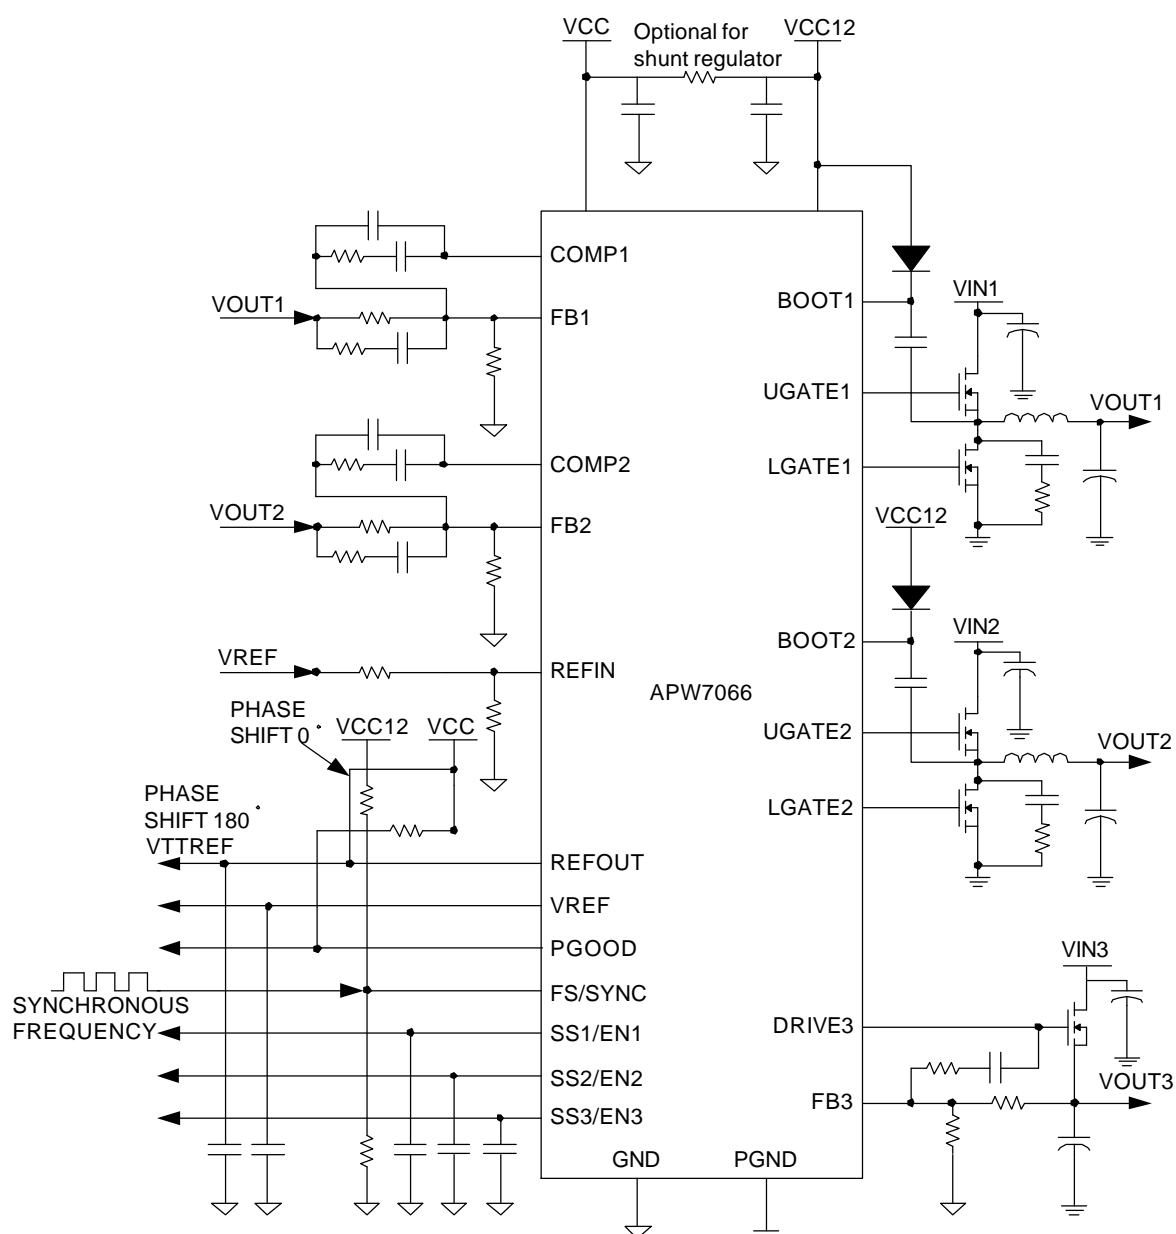 VCC
Optional for
shunt regulator
VCC12
COMP1
BOOT1
VIN1
VOUT1
FB1
UGATE1
VOUT1
COMP2
LGATE1
VOUT2
FB2
VCC12
BOOT2
VIN2
VREF
REFIN
APW7066
PHASE
SHIFT 0°
VCC12
VCC
UGATE2
VOUT2
PHASE
SHIFT 180°
VTTREF
LGATE2
REFOUT
VREF
PGOOD
VIN3
FS/SYNC
SYNCHRONOUS
FREQUENCY
SS1/EN1
DRIVE3
SS2/EN2
VOUT3
FB3
SS3/EN3
GND
PGND